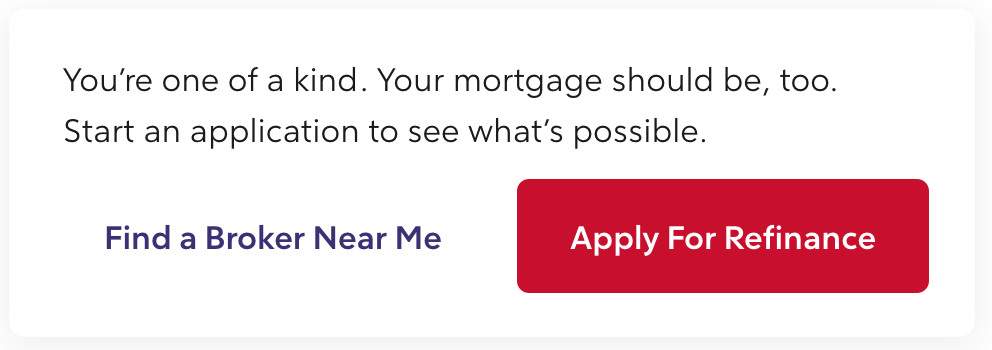 You’re one of a kind. Your mortgage should be, too.
Start an application to see what’s possible.
Find a Broker Near Me
Apply For Refinance